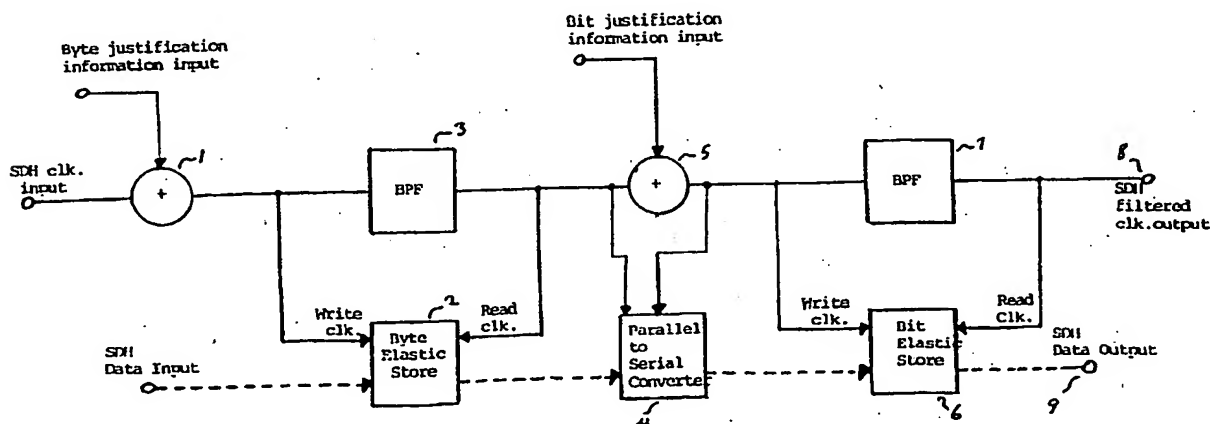 Byte justification
information input
Bit justification
information input
SDH clk.
input
1
+
3
BPF
5
+
7
BPF
8
SDH
filtered
clk.output
Write
clk.
2
Byte
Elastic
Store
Read
clk.
Parallel
to
Serial
Converter
4
Write
clk.
Bit
Elastic
Store
6
Read
clk.
SDH
Data Input
SDH
Data Output
9